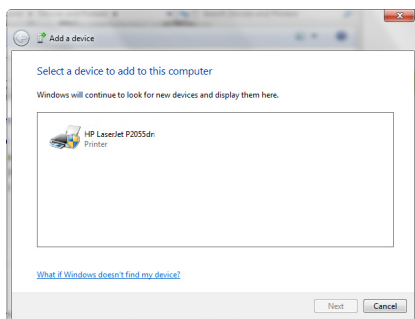 Add a device
Select a device to add to this computer
Windows will continue to look for new devices and display them here.
HP LaserJet P2055dn
Printer
What if Windows doesn't find my device?
Next
Cancel